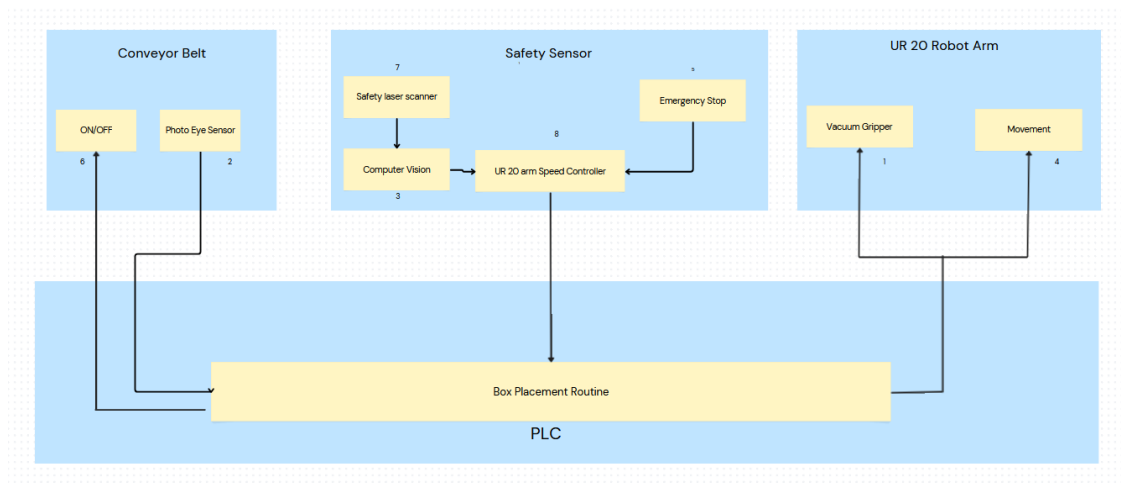 Conveyor Belt
ON/OFF
Photo Eye Sensor
6
2
Safety Sensor
7
Safety laser scanner
Emergency Stop
8
Computer Vision
UR 20 arm Speed Controller
3
UR 20 Robot Arm
Vacuum Gripper
Movement
1
4
Box Placement Routine
PLC